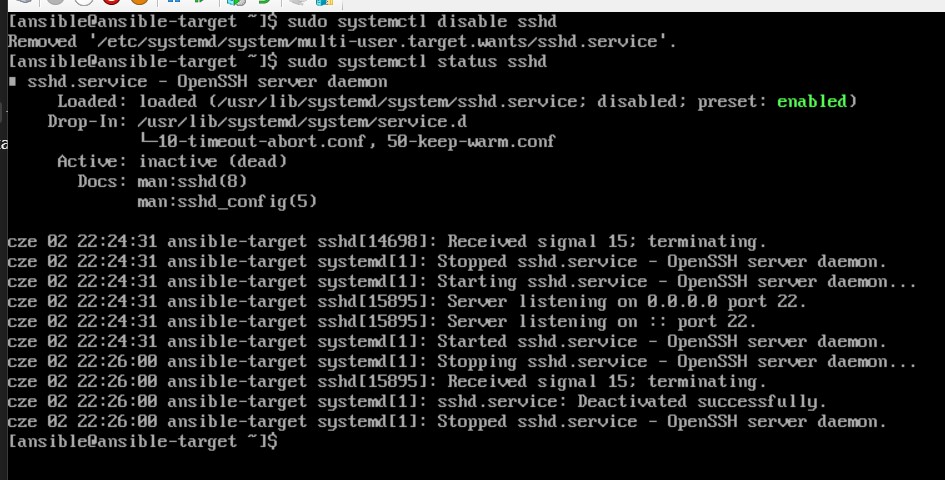 [ansible@ansible-target ~]$ sudo systemctl disable sshd
Removed '/etc/systemd/system/multi-user.target.wants/sshd.service'.
[ansible@ansible-target ~]$ sudo systemctl status sshd
■ sshd.service - OpenSSH server daemon
Loaded: loaded (/usr/lib/systemd/system/sshd.service; disabled; preset: enabled)
Drop-In: /usr/lib/systemd/system/service.d
└─10-timeout-abort.conf, 50-keep-warm.conf
Active: inactive (dead)
Docs: man:sshd(8)
man:sshd_config(5)
cze 02 22:24:31 ansible-target sshd[14698]: Received signal 15; terminating.
cze 02 22:24:31 ansible-target systemd[1]: Stopped sshd.service - OpenSSH server daemon.
cze 02 22:24:31 ansible-target systemd[1]: Starting sshd.service - OpenSSH server daemon...
cze 02 22:24:31 ansible-target sshd[15895]: Server listening on 0.0.0.0 port 22.
cze 02 22:24:31 ansible-target sshd[15895]: Server listening on :: port 22.
cze 02 22:24:31 ansible-target systemd[1]: Started sshd.service - OpenSSH server daemon.
cze 02 22:26:00 ansible-target systemd[1]: Stopping sshd.service - OpenSSH server daemon...
cze 02 22:26:00 ansible-target sshd[15895]: Received signal 15; terminating.
cze 02 22:26:00 ansible-target systemd[1]: sshd.service: Deactivated successfully.
cze 02 22:26:00 ansible-target systemd[1]: Stopped sshd.service - OpenSSH server daemon.
[ansible@ansible-target ~]$